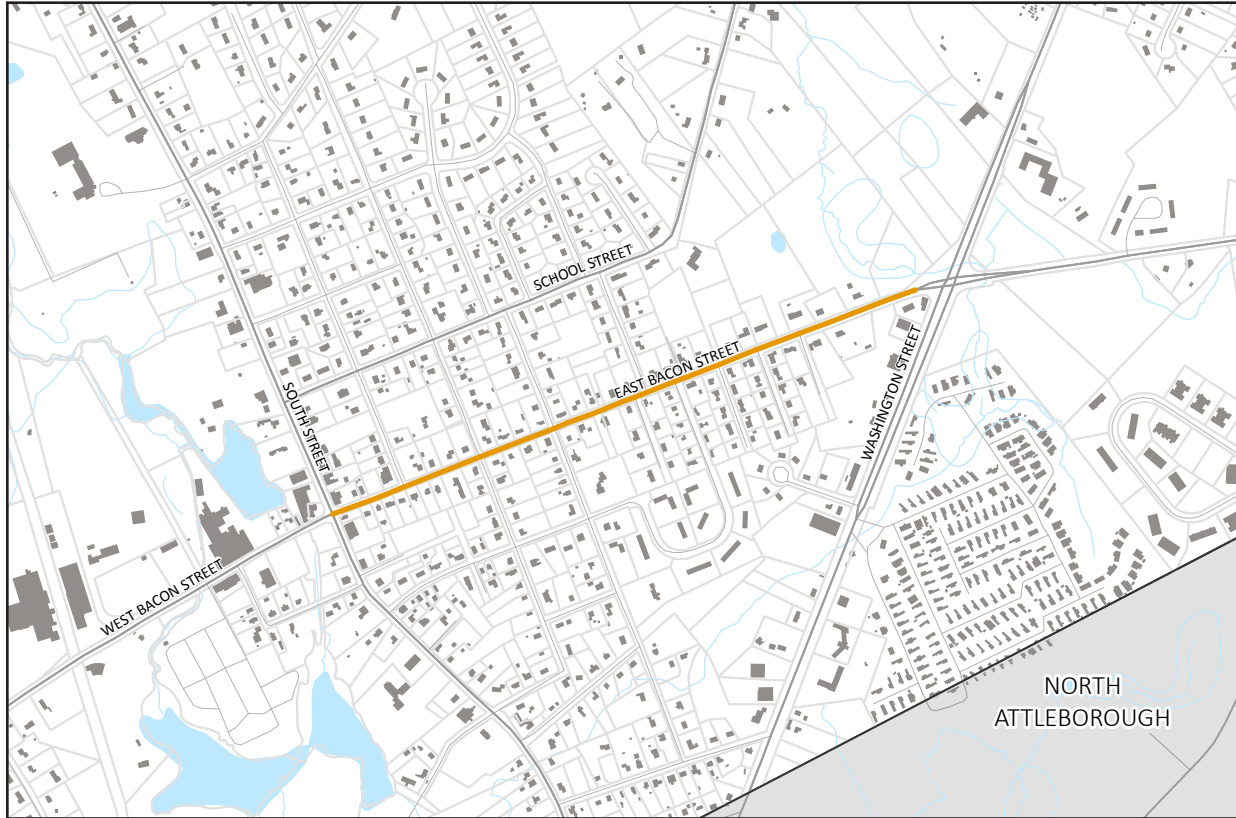 SCHOOL STREET
EAST BACON STREET
SOUTH STREET
WASHINGTON STREET
WEST BACON STREET
NORTH
ATTLEBOROUGH